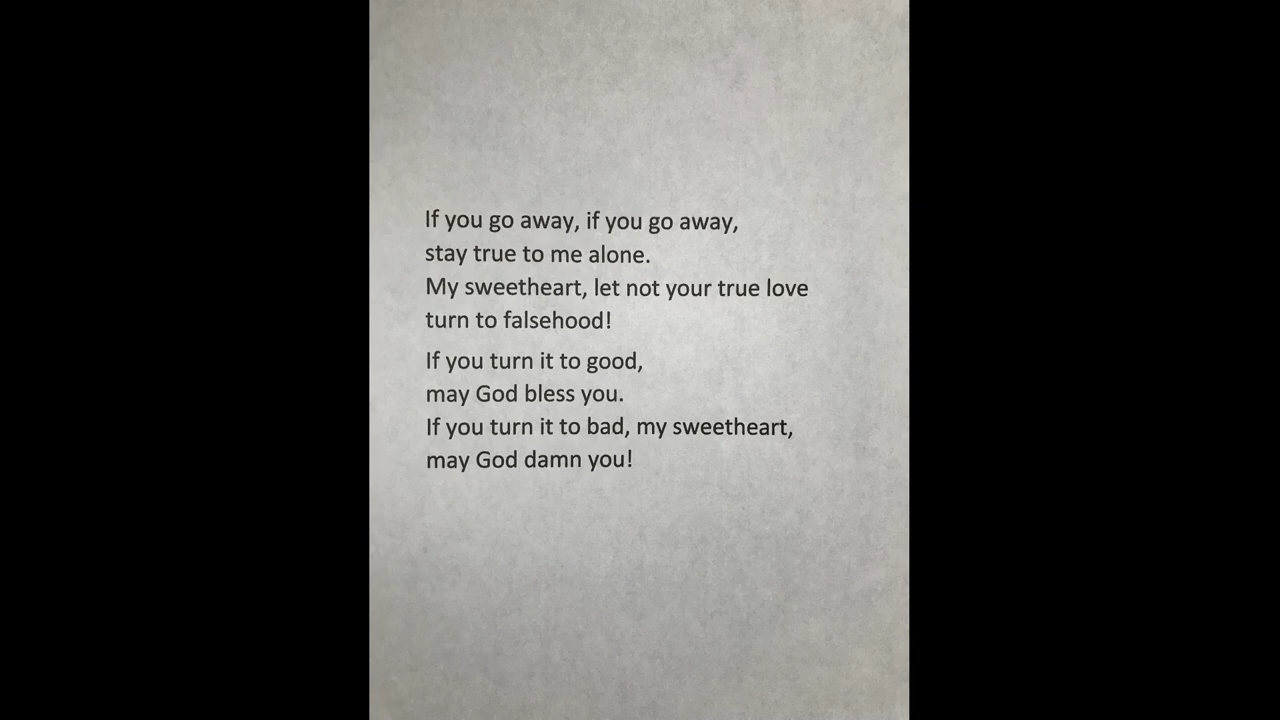 If you go away, if you go away,
stay true to me alone.
My sweetheart, let not your true love
turn to falsehood!
If you turn it to good,
may God bless you.
If you turn it to bad, my sweetheart,
may God damn you!